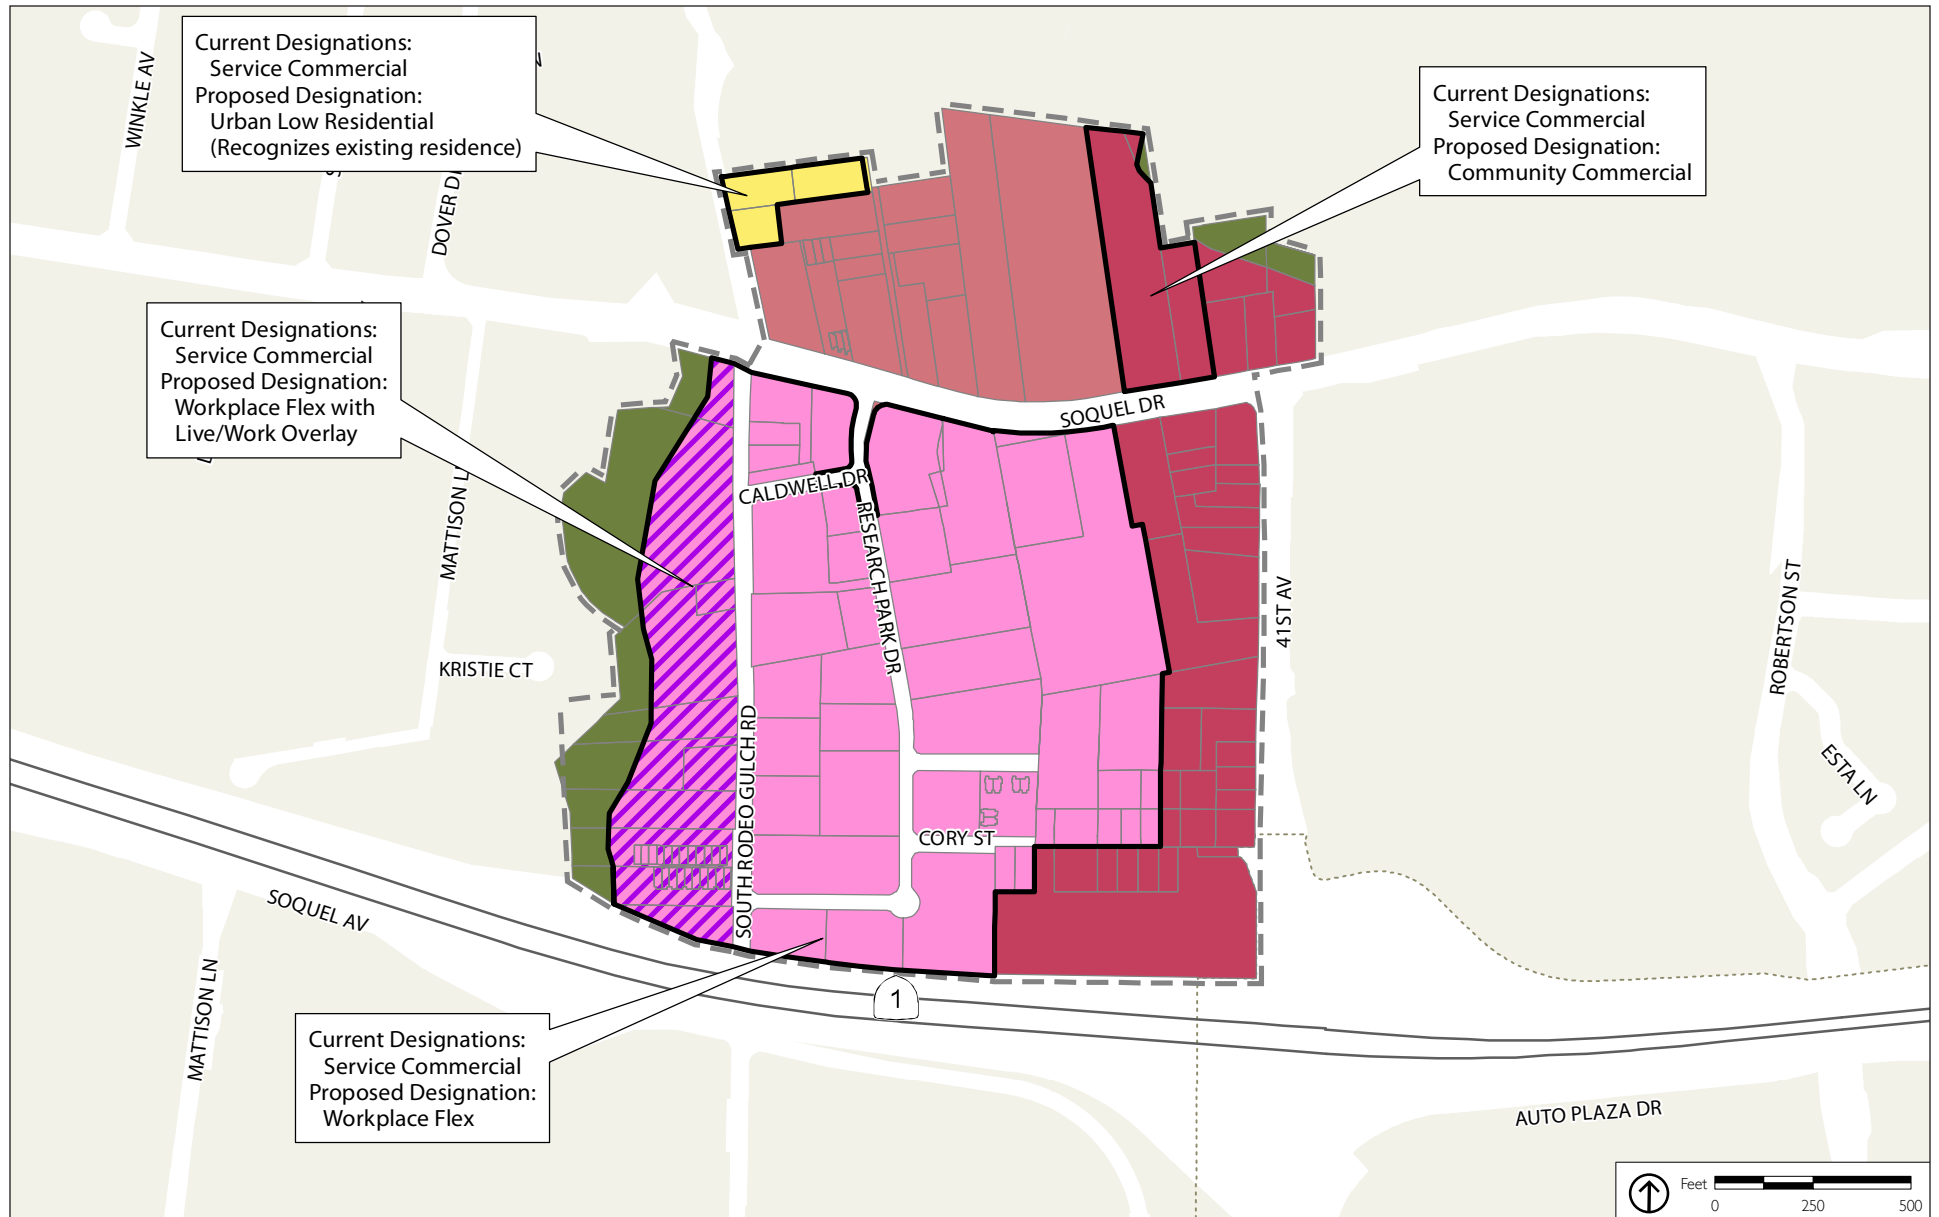 Current Designations:
Service Commercial
Proposed Designation:
Urban Low Residential
(Recognizes existing residence)
Current Designations:
Service Commercial
Proposed Designation:
Community Commercial
WINKLE AV
DOVER
Current Designations:
Service Commercial
Proposed Designation:
Workplace Flex with
Live/Work Overlay
SOQUEL DR
CALDWELL DR
RESEARCH PARK DR
MATTISON
41ST AV
ROBERTSON ST
KRISTIE CT
SOUTH RODEO GULCH RD
ESTA LN
CORY ST
SOQUEL AV
MATTISON LN
1
Current Designations:
Service Commercial
Proposed Designation:
Workplace Flex
AUTO PLAZA DR
Feet
0 250 500